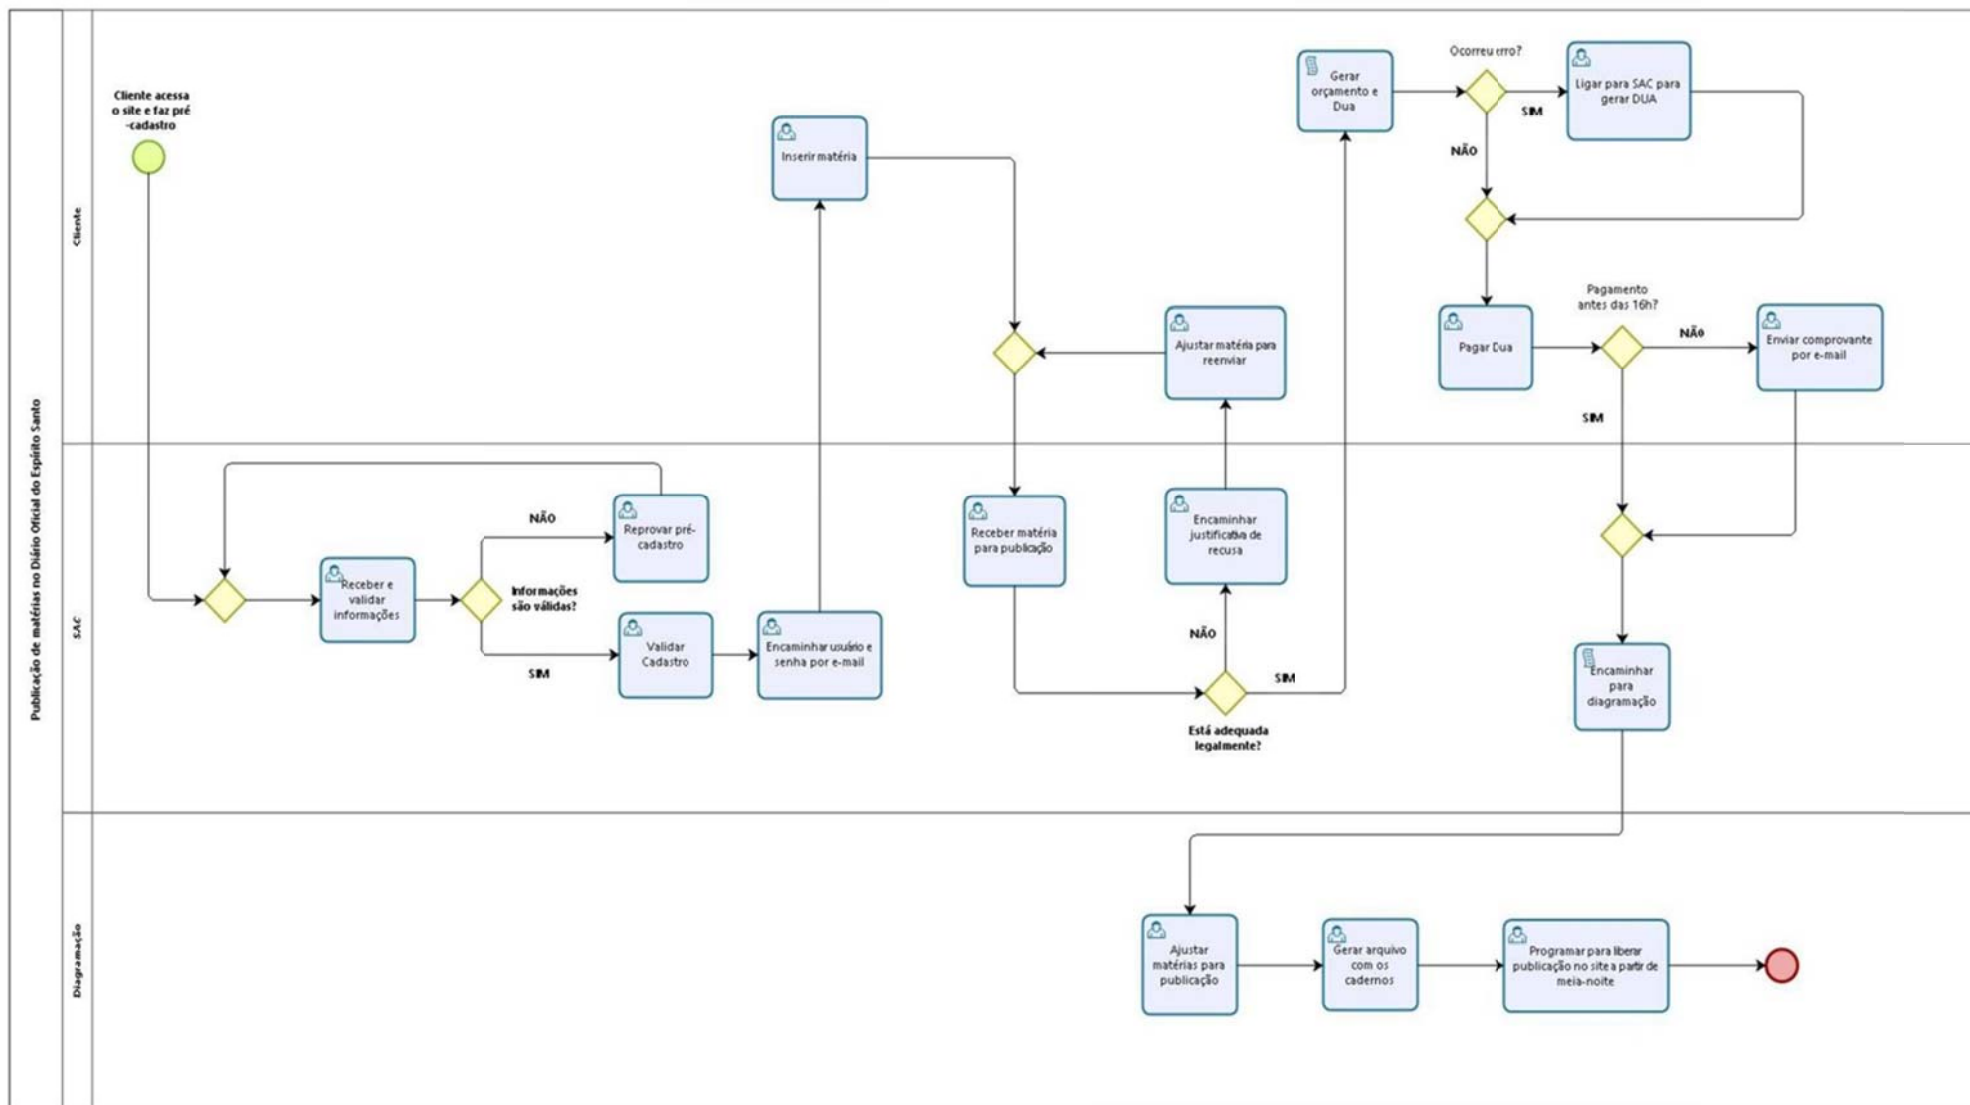 Publicação de matérias no Diário Oficial do Espírito Santo
Cliente
Cliente acessa
o site e faz pré
-cadastro
Inserir matéria
Gerar
orçamento e
Dua
Ocorreu erro?
SIM
NÃO
Ligar para SAC para
gerar DUA
Ajustar matéria para
reenviar
Pagar Dua
Pagamento
antes das 16h?
NÃO
SIM
Enviar comprovante
por e-mail
SAC
Receber e
validar
informações
Informações
são válidas?
NÃO
SIM
Reprovar pré-
cadastro
Validar
Cadastro
Encaminhar usuário e
senha por e-mail
Receber matéria
para publicação
Encaminhar
justificativa de
recusa
NÃO
SIM
Está adequada
legalmente?
Encaminhar
para
diagramação
Diagramação
Ajustar
matérias para
publicação
Gerar arquivo
com os
cadernos
Programar para liberar
publicação no site a partir de
meia-noite